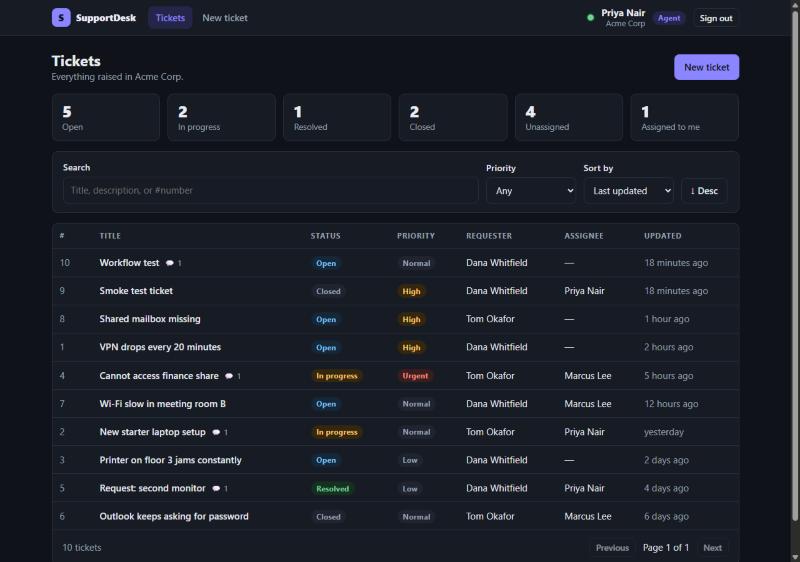 S SupportDesk Tickets New ticket Priya Nair Acme Corp Agent Sign out
Tickets
Everything raised in Acme Corp.
New ticket
5 2 1 2 4 1
Open In progress Resolved Closed Unassigned Assigned to me
Search Priority Sort by
Title, description, or #number Any Last updated ↓ Desc
# TITLE STATUS PRIORITY REQUESTER ASSIGNEE UPDATED
10 Workflow test 1 Open Normal Dana Whitfield — 18 minutes ago
9 Smoke test ticket Closed High Dana Whitfield Priya Nair 18 minutes ago
8 Shared mailbox missing Open High Tom Okafor — 1 hour ago
1 VPN drops every 20 minutes Open High Dana Whitfield — 2 hours ago
4 Cannot access finance share 1 In progress Urgent Tom Okafor Marcus Lee 5 hours ago
7 Wi-Fi slow in meeting room B Open Normal Dana Whitfield Marcus Lee 12 hours ago
2 New starter laptop setup 1 In progress Normal Tom Okafor Priya Nair yesterday
3 Printer on floor 3 jams constantly Open Low Dana Whitfield — 2 days ago
5 Request: second monitor 1 Resolved Low Dana Whitfield Priya Nair 4 days ago
6 Outlook keeps asking for password Closed Normal Tom Okafor Marcus Lee 6 days ago
10 tickets Previous Page 1 of 1 Next